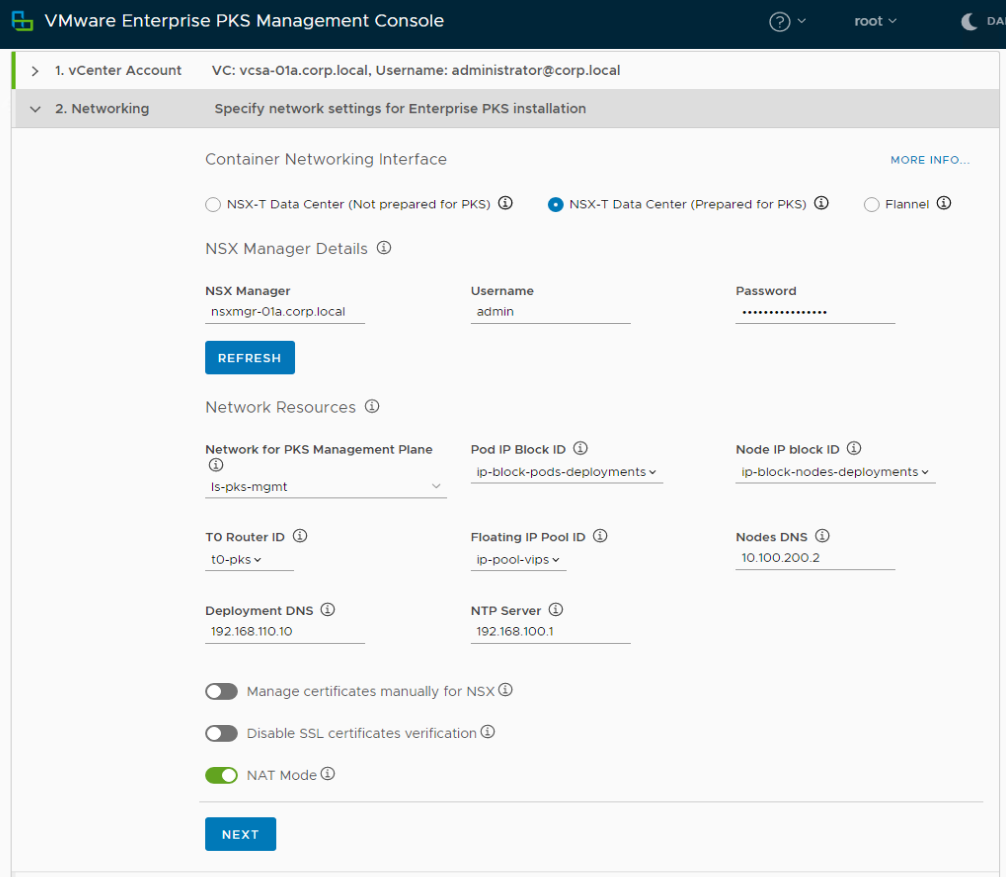 VMware Enterprise PKS Management Console
root
DA
1. vCenter Account VC: vcsa-01a.corp.local, Username: administrator@corp.local
2. Networking Specify network settings for Enterprise PKS installation
Container Networking Interface MORE INFO...
NSX-T Data Center (Not prepared for PKS) NSX-T Data Center (Prepared for PKS) Flannel
NSX Manager Details
NSX Manager Username Password
nsxmgr-01a.corp.local admin ••••••••••••••••
REFRESH
Network Resources
Network for PKS Management Plane Pod IP Block ID Node IP block ID
ls-pks-mgmt ip-block-pods-deployments ip-block-nodes-deployments
T0 Router ID Floating IP Pool ID Nodes DNS
t0-pks ip-pool-vips 10.100.200.2
Deployment DNS NTP Server
192.168.110.10 192.168.100.1
Manage certificates manually for NSX
Disable SSL certificates verification
NAT Mode
NEXT